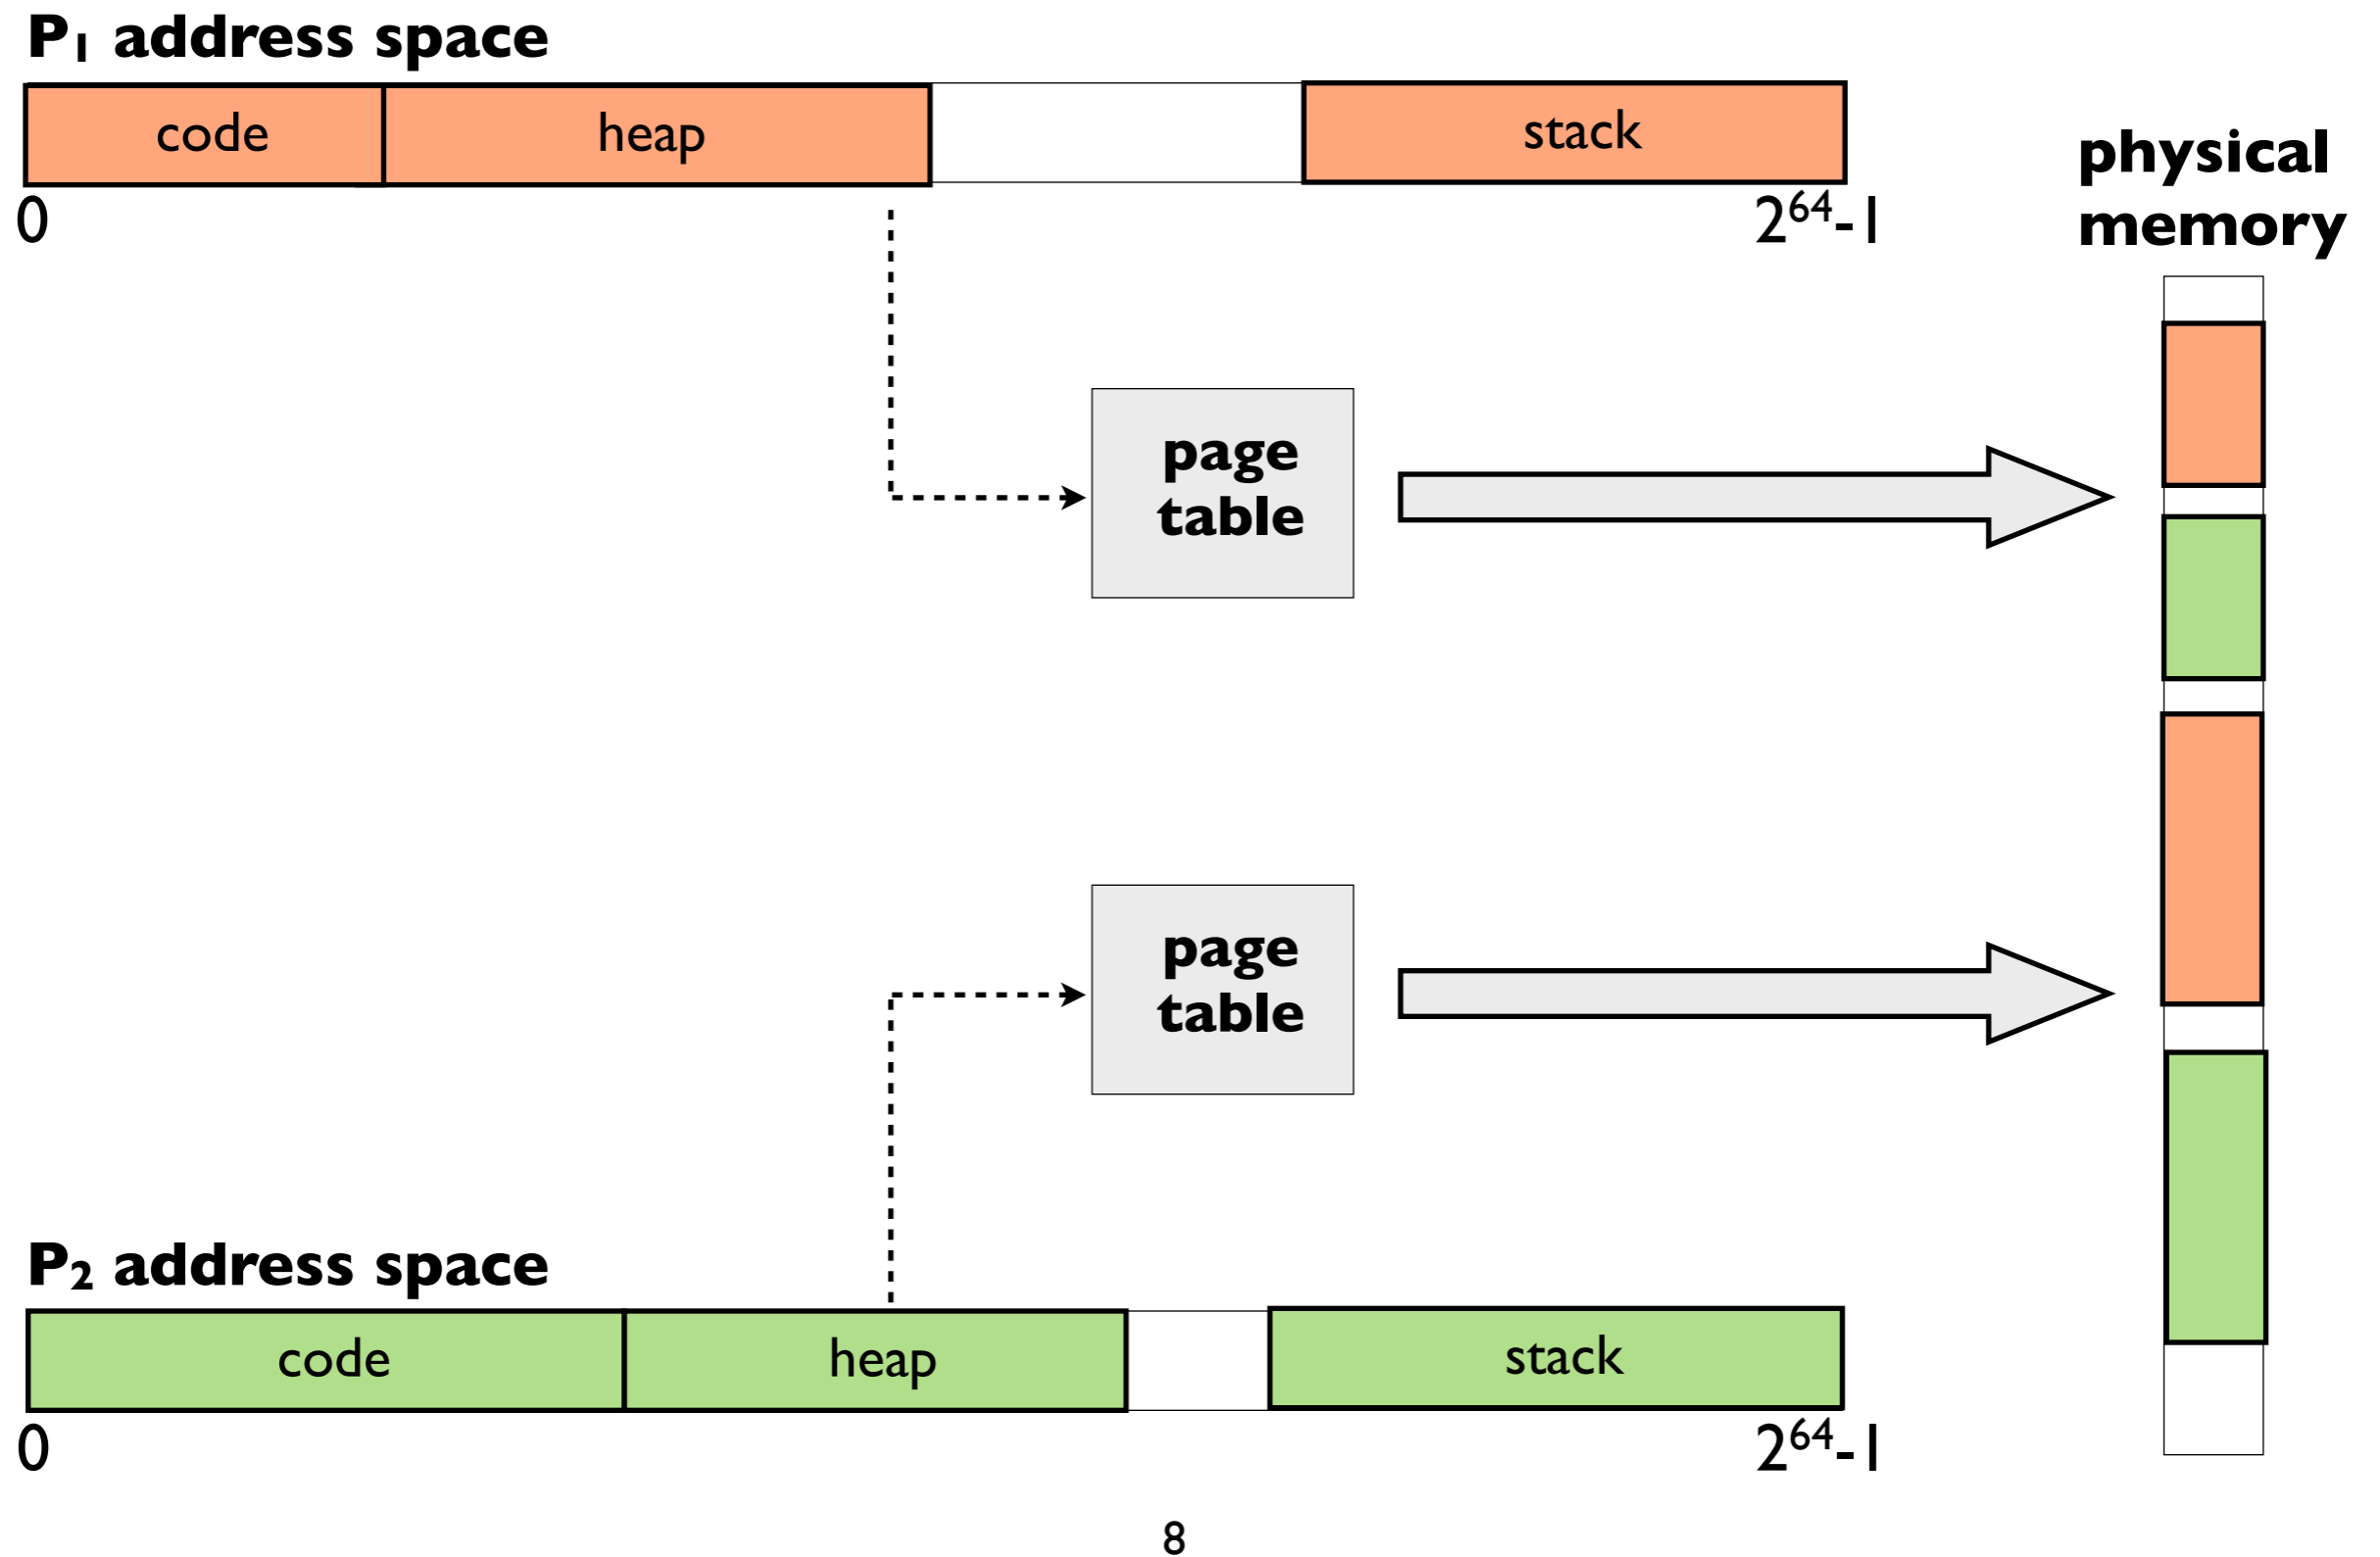 P₁ address space
code heap stack
0 2⁶⁴-1
physical
memory
page
table
page
table
P₂ address space
code heap stack
0 2⁶⁴-1
8